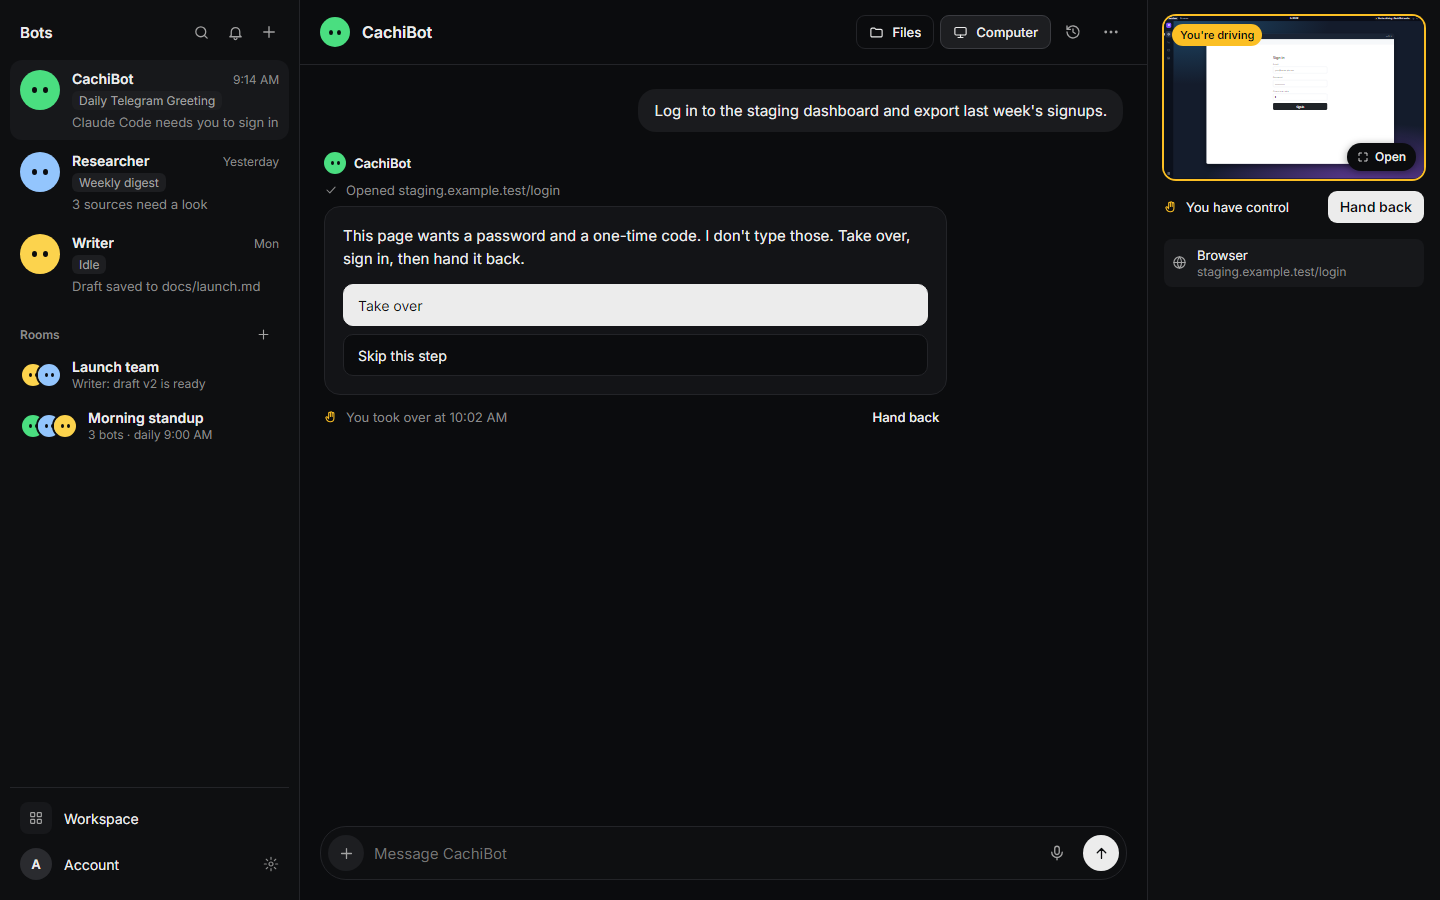 Bots
CachiBot
9:14 AM
Daily Telegram Greeting
Claude Code needs you to sign in
Researcher
Yesterday
Weekly digest
3 sources need a look
Writer
Mon
Idle
Draft saved to docs/launch.md
Rooms
Launch team
Writer: draft v2 is ready
Morning standup
3 bots · daily 9:00 AM
Workspace
A
Account
CachiBot
Files
Computer
Log in to the staging dashboard and export last week's signups.
CachiBot
Opened staging.example.test/login
This page wants a password and a one-time code. I don't type those. Take over,
sign in, then hand it back.
Take over
Skip this step
You took over at 10:02 AM
Hand back
Message CachiBot
You're driving
Sign in
Open
You have control
Hand back
Browser
staging.example.test/login